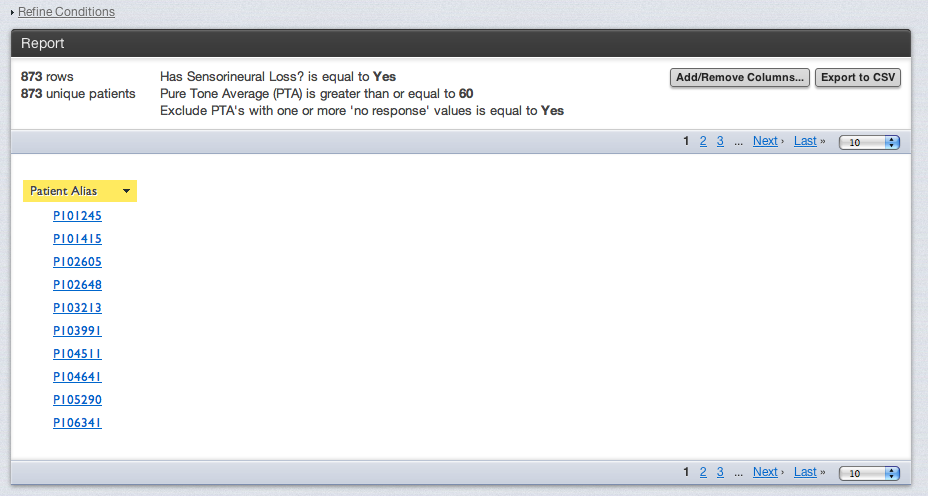 Refine Conditions
Report
873 rows
873 unique patients
Has Sensorineural Loss? is equal to Yes
Pure Tone Average (PTA) is greater than or equal to 60
Exclude PTA's with one or more 'no response' values is equal to Yes
Add/Remove Columns... Export to CSV
1 2 3 ... Next › Last » 10
Patient Alias
P101245
P101415
P102605
P102648
P103213
P103991
P104511
P104641
P105290
P106341
1 2 3 ... Next › Last » 10